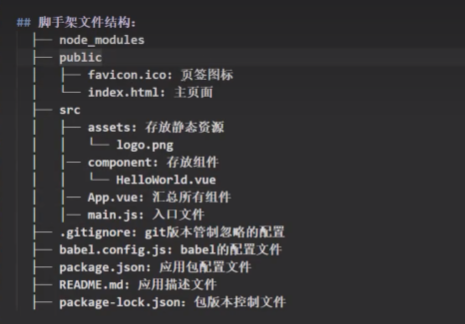 ## 脚手架文件结构:
├── node_modules
├── public
│   ├── favicon.ico: 页签图标
│   └── index.html: 主页面
├── src
│   ├── assets: 存放静态资源
│   │   └── logo.png
│   ├── component: 存放组件
│   │   └── HelloWorld.vue
│   ├── App.vue: 汇总所有组件
│   ├── main.js: 入口文件
├── .gitignore: git版本管制忽略的配置
├── babel.config.js: babel的配置文件
├── package.json: 应用包配置文件
├── README.md: 应用描述文件
├── package-lock.json: 包版本控制文件